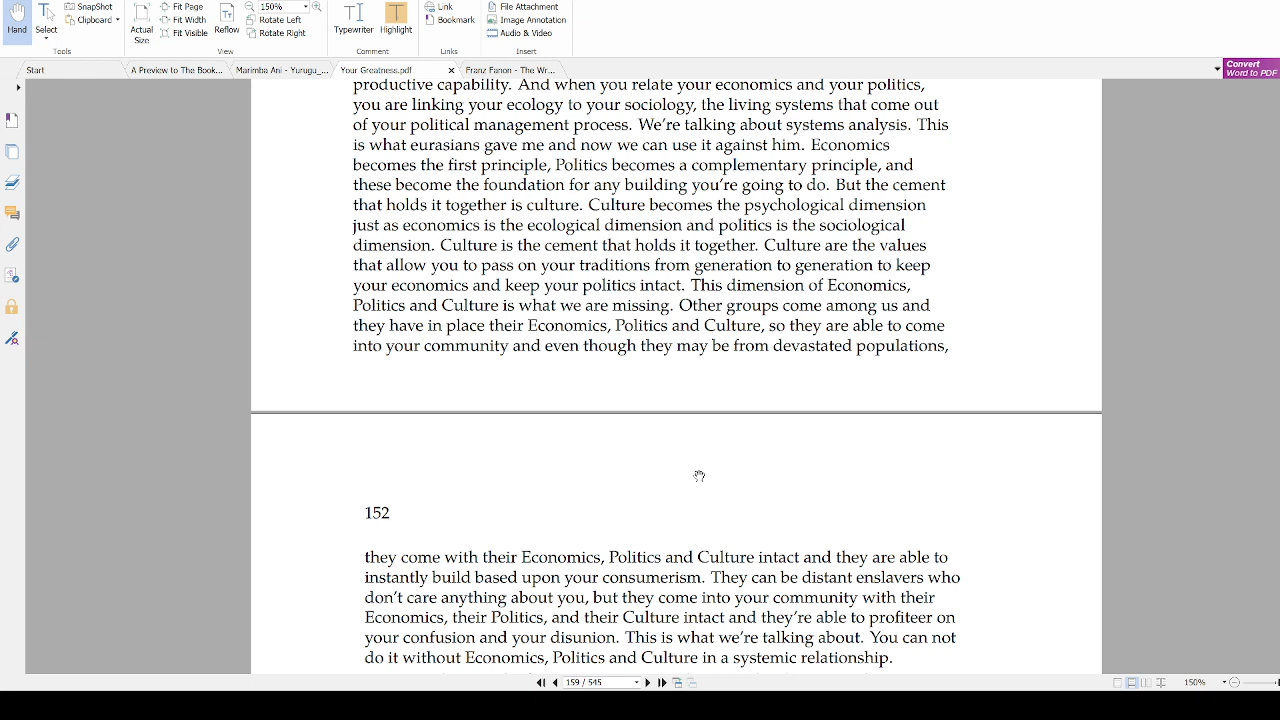 SnapShot
Fit Page
150%
Link
File Attachment
Clipboard
Fit Width
Rotate Left
Bookmark
Image Annotation
Hand
Select
Actual Size
Fit Visible
Reflow
Rotate Right
Typewriter
Highlight
Audio & Video
Tools
View
Comment
Links
Insert
Convert
Word to PDF
Start
A Preview to The Book...
Marimba Ani - Yurugu_...
Your Greatness.pdf
Franz Fanon - The Wr...
productive capability. And when you relate your economics and your politics,
you are linking your ecology to your sociology, the living systems that come out
of your political management process. We're talking about systems analysis. This
is what eurasians gave me and now we can use it against him. Economics
becomes the first principle, Politics becomes a complementary principle, and
these become the foundation for any building you're going to do. But the cement
that holds it together is culture. Culture becomes the psychological dimension
just as economics is the ecological dimension and politics is the sociological
dimension. Culture is the cement that holds it together. Culture are the values
that allow you to pass on your traditions from generation to generation to keep
your economics and keep your politics intact. This dimension of Economics,
Politics and Culture is what we are missing. Other groups come among us and
they have in place their Economics, Politics and Culture, so they are able to come
into your community and even though they may be from devastated populations,
152
they come with their Economics, Politics and Culture intact and they are able to
instantly build based upon your consumerism. They can be distant enslavers who
don't care anything about you, but they come into your community with their
Economics, their Politics, and their Culture intact and they're able to profiteer on
your confusion and your disunion. This is what we're talking about. You can not
do it without Economics, Politics and Culture in a systemic relationship.
159 / 545
150%